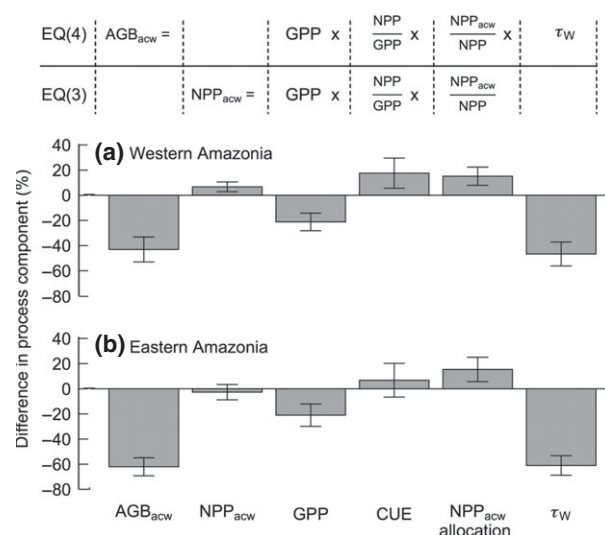 EQ(4) AGBacw = GPP x NPP/GPP x NPPacw/NPP x τW
EQ(3) NPPacw = GPP x NPP/GPP x NPPacw/NPP
Difference in process component (%)
(a) Western Amazonia
40
20
0
−20
−40
−60
−80
(b) Eastern Amazonia
40
20
0
−20
−40
−60
−80
AGBacw NPPacw GPP CUE NPPacw allocation τW